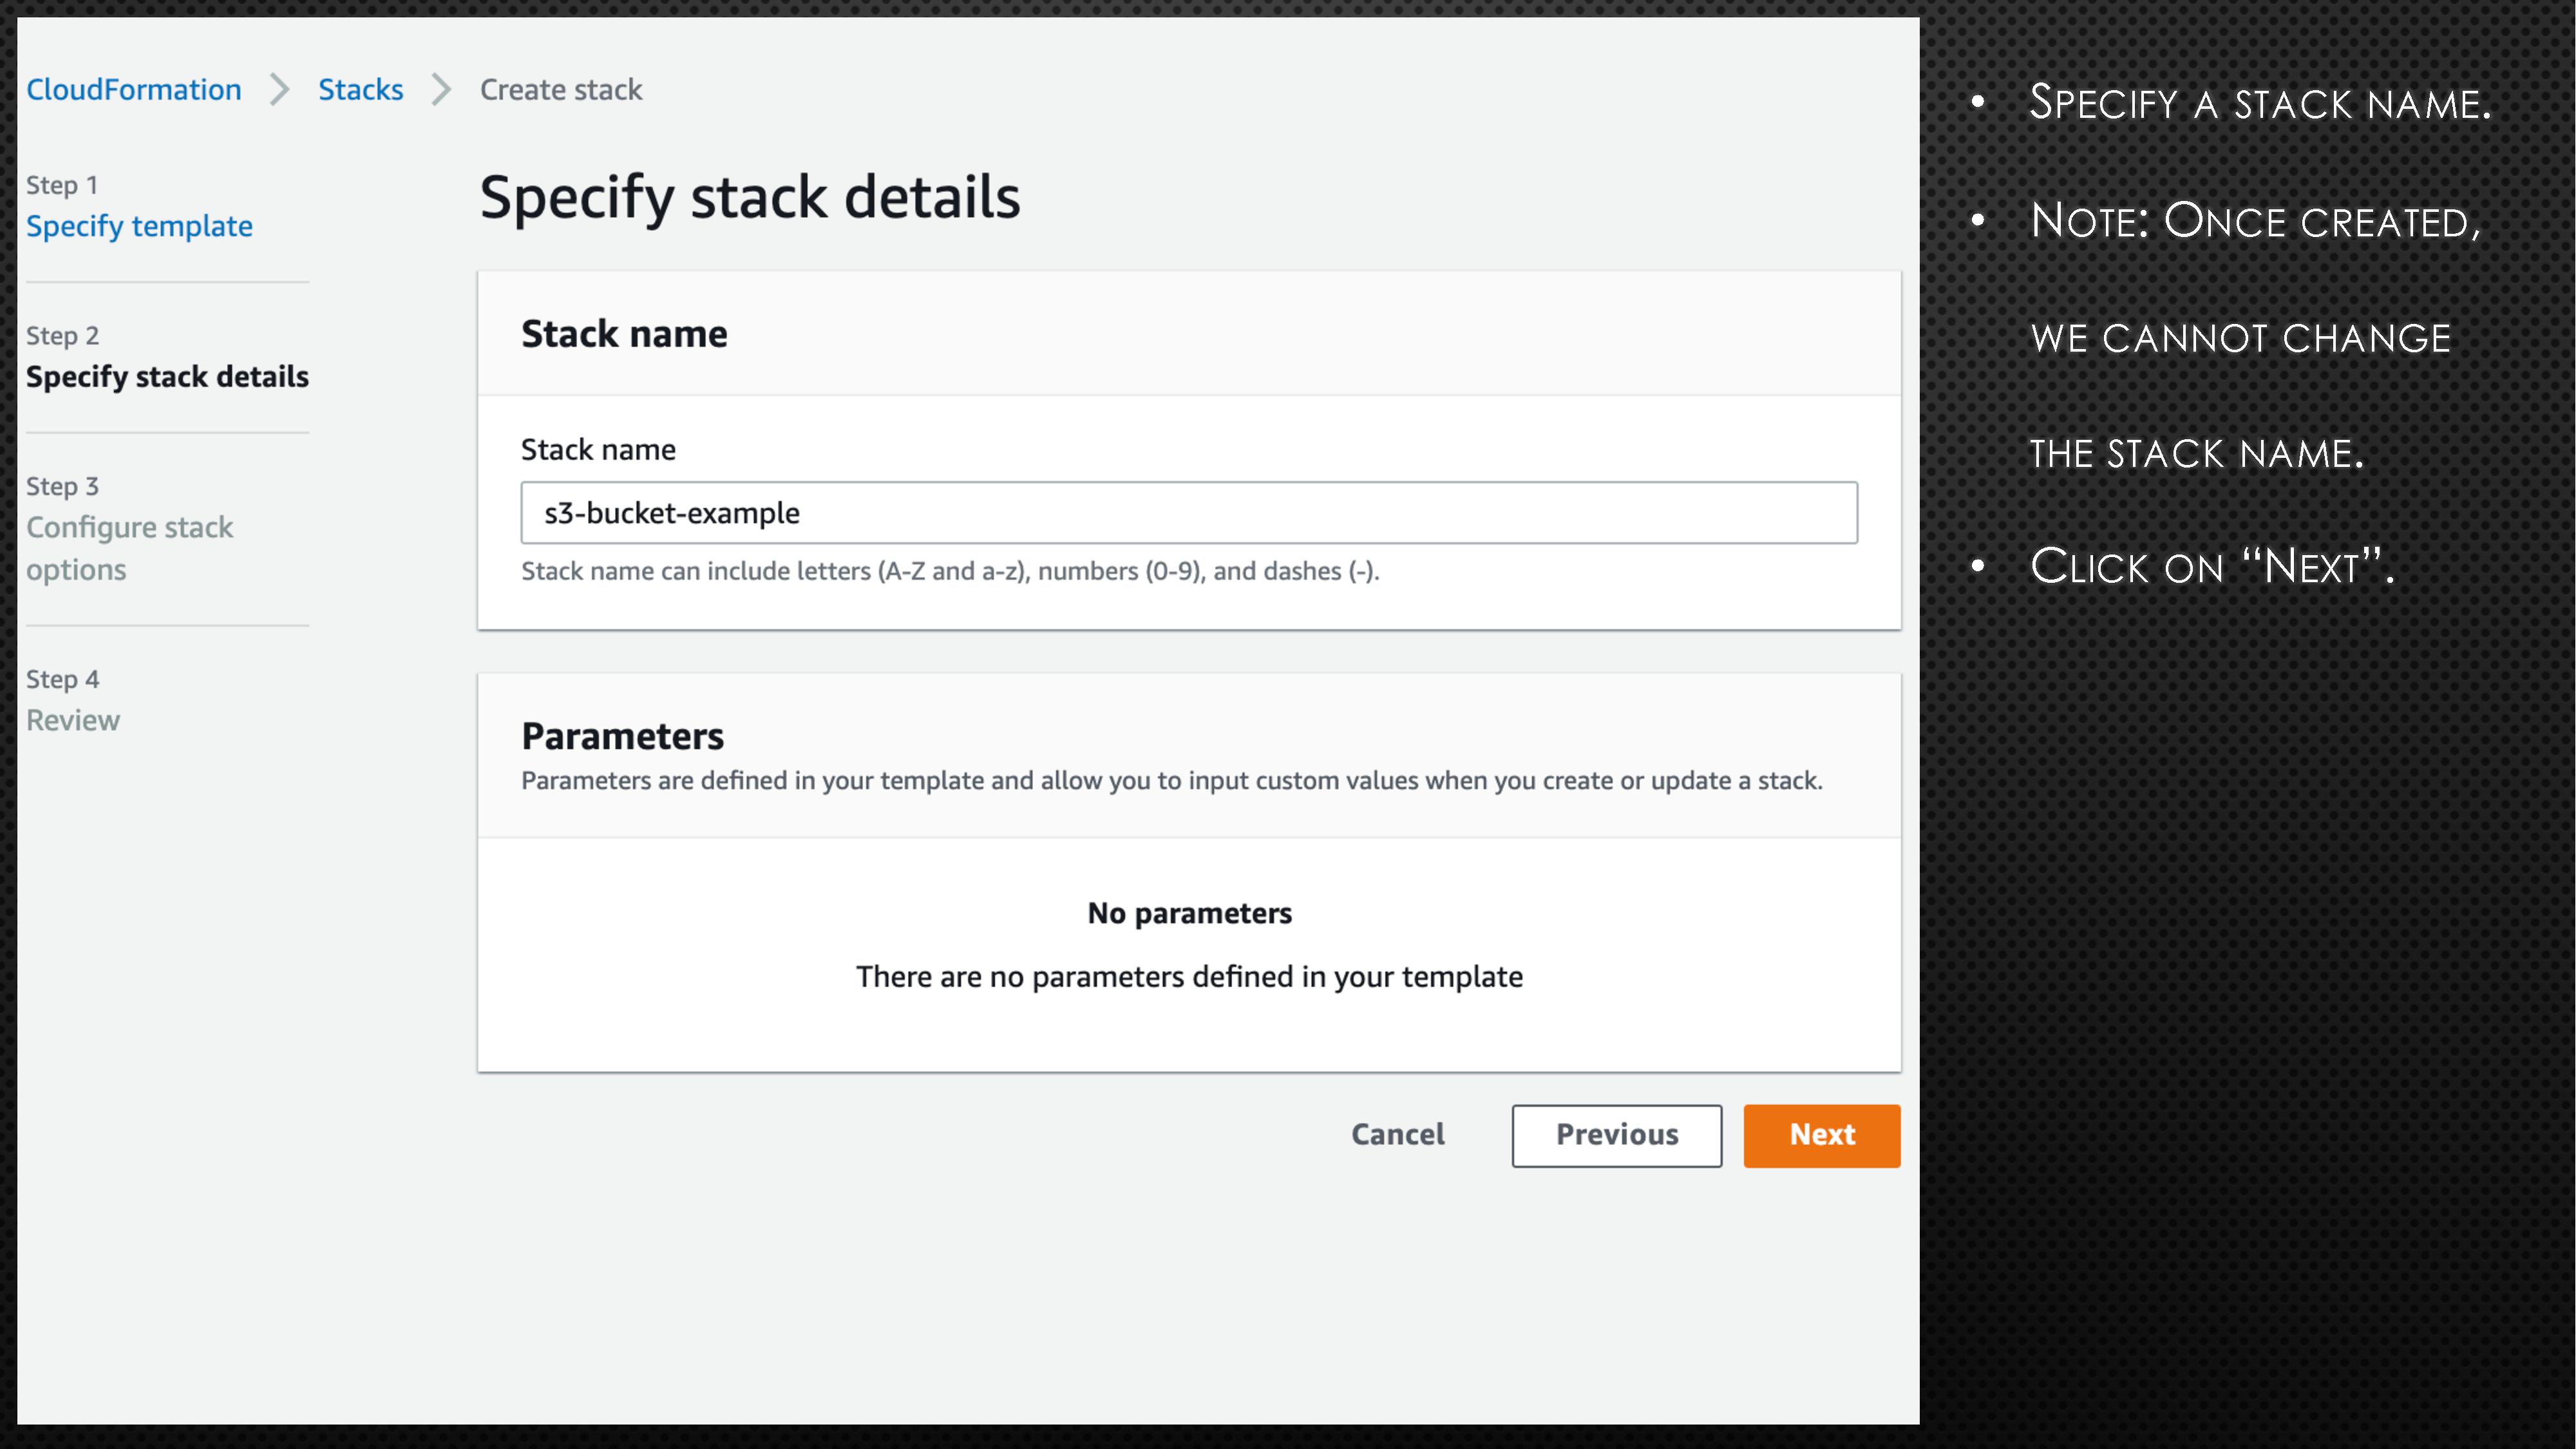 CloudFormation > Stacks > Create stack
Step 1
Specify template
Step 2
Specify stack details
Step 3
Configure stack
options
Step 4
Review
Specify stack details
Stack name
Stack name
s3-bucket-example
Stack name can include letters (A-Z and a-z), numbers (0-9), and dashes (-).
Parameters
Parameters are defined in your template and allow you to input custom values when you create or update a stack.
No parameters
There are no parameters defined in your template
Cancel Previous Next
• Specify a stack name.
• Note: Once created,
we cannot change
the stack name.
• Click on “Next”.